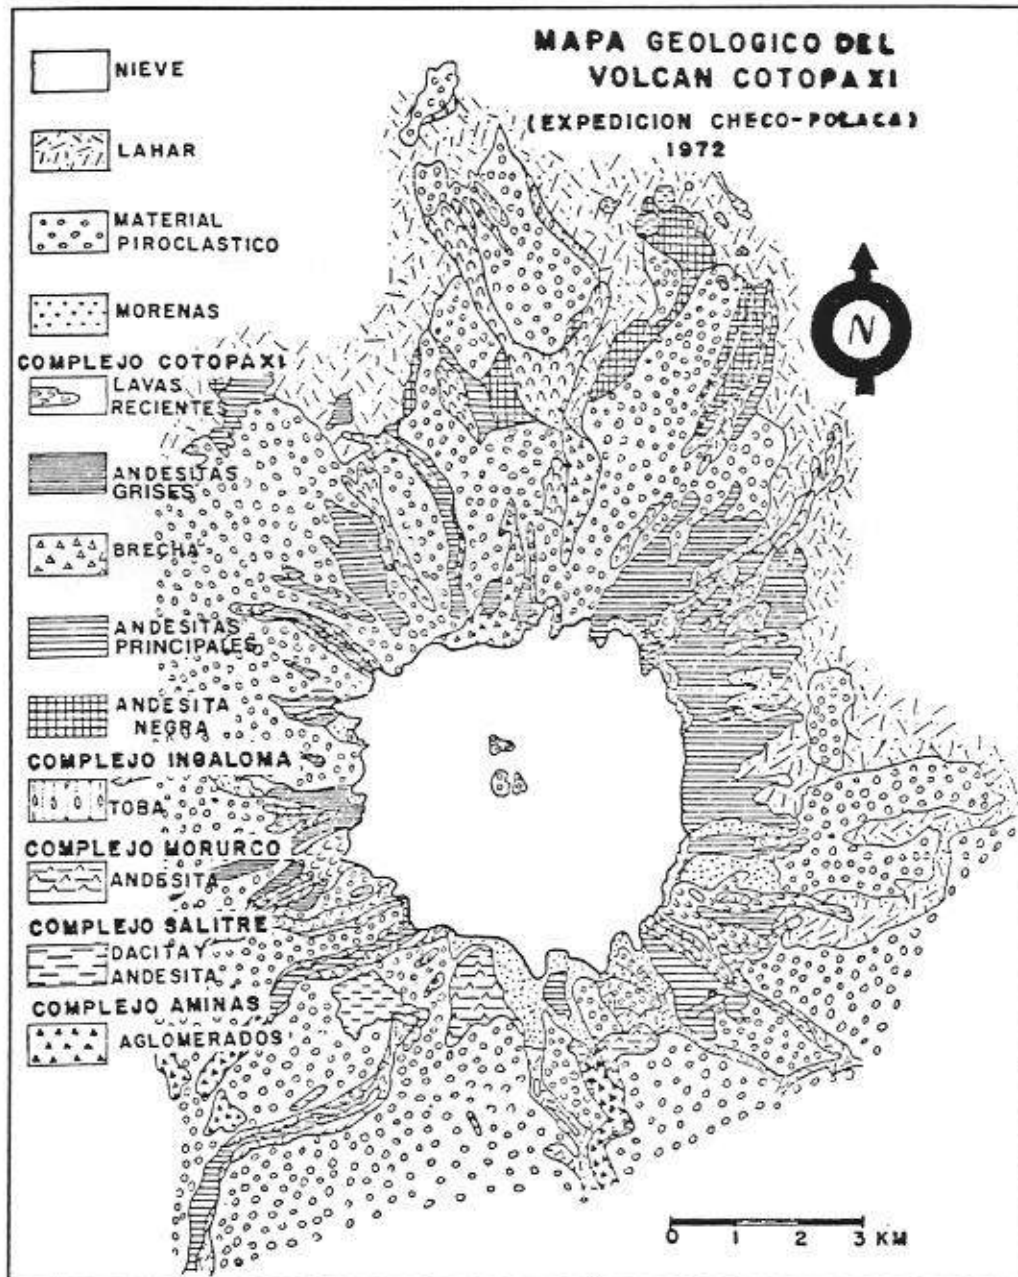 MAPA GEOLOGICO DEL
VOLCAN COTOPAXI
(EXPEDICION CHECO-POLACA)
1972
NIEVE
LAHAR
MATERIAL
PIROCLASTICO
MORENAS
COMPLEJO COTOPAXI
LAVAS
RECIENTES
ANDESITAS
GRISES
BRECHA
ANDESITAS
PRINCIPALES
ANDESITA
NEGRA
COMPLEJO INGALOMA
TOBA
COMPLEJO MORURCO
ANDESITA
COMPLEJO SALITRE
DACITA Y
ANDESITA
COMPLEJO AMINAS
AGLOMERADOS
N
0 1 2 3 KM